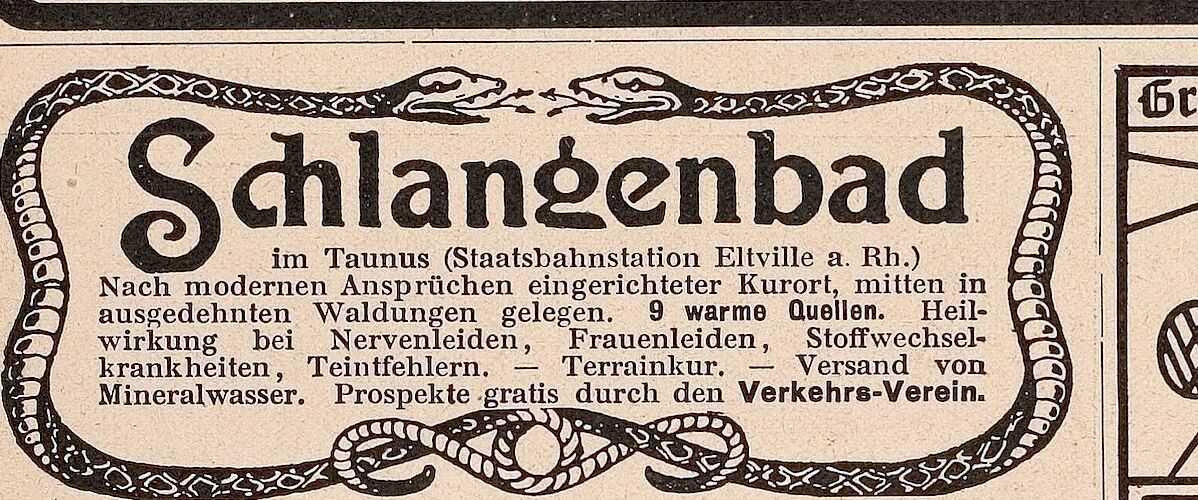 Schlangenbad
im Taunus (Staatsbahnstation Eltville a. Rh.)
Nach modernen Ansprüchen eingerichteter Kurort, mitten in
ausgedehnten Waldungen gelegen. 9 warme Quellen. Heil-
wirkung bei Nervenleiden, Frauenleiden, Stoffwechsel-
krankheiten, Teintfehlern. — Terrainkur. — Versand von
Mineralwasser. Prospekte gratis durch den Verkehrs-Verein.
Gr